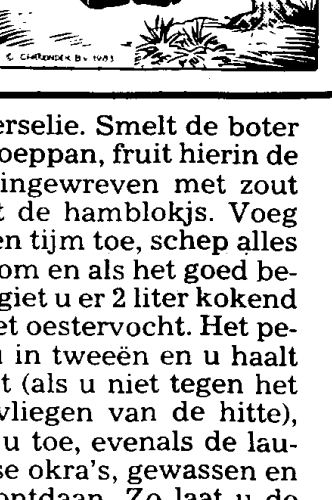 © CHATONDEK B.V. 1983
erselie. Smelt de boter
oeppan, fruit hierin de
ingewreven met zout
t de hamblokjs. Voeg
en tijm toe, schep alles
om en als het goed be-
giet u er 2 liter kokend
et oestervocht. Het pe-
u in tweeën en u haalt
t (als u niet tegen het
vliegen van de hitte),
u toe, evenals de lau-
se okra's, gewassen en
ontdaan. Zo laat u de